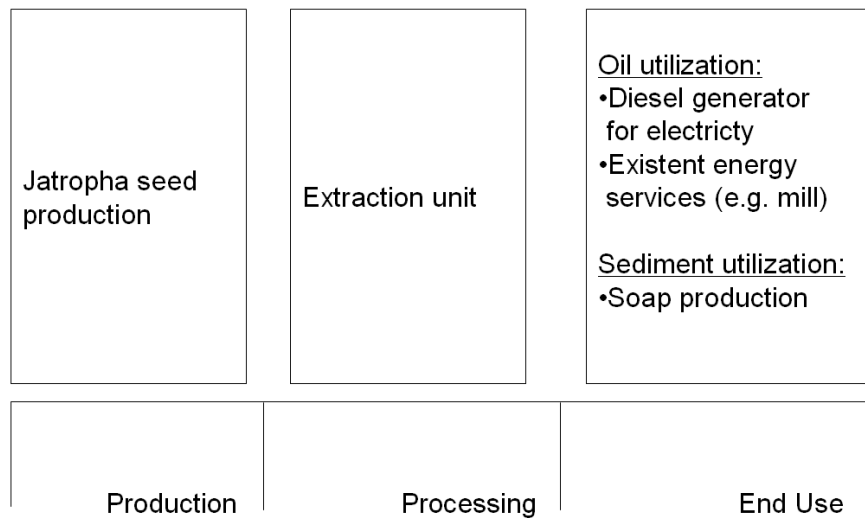 Jatropha seed
production
Extraction unit
Oil utilization:
•Diesel generator
for electricty
•Existent energy
services (e.g. mill)
Sediment utilization:
•Soap production
Production
Processing
End Use